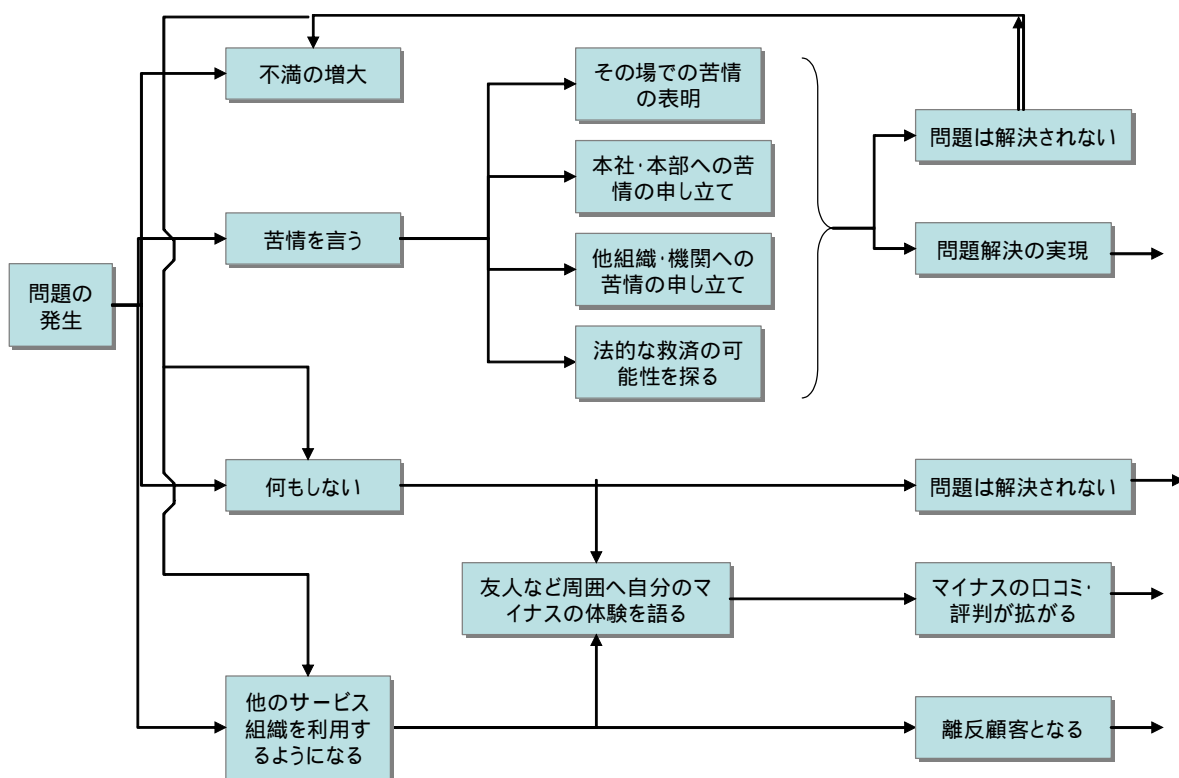 不満の増大
その場での苦情
の表明
問題は解決されない
本社・本部への苦
情の申し立て
苦情を言う
問題解決の実現
他組織・機関への
苦情の申し立て
問題の
発生
法的な救済の可
能性を探る
何もしない
問題は解決されない
友人など周囲へ自分のマ
イナスの体験を語る
マイナスの口コミ・
評判が拡がる
他のサービス
組織を利用す
るようになる
離反顧客となる